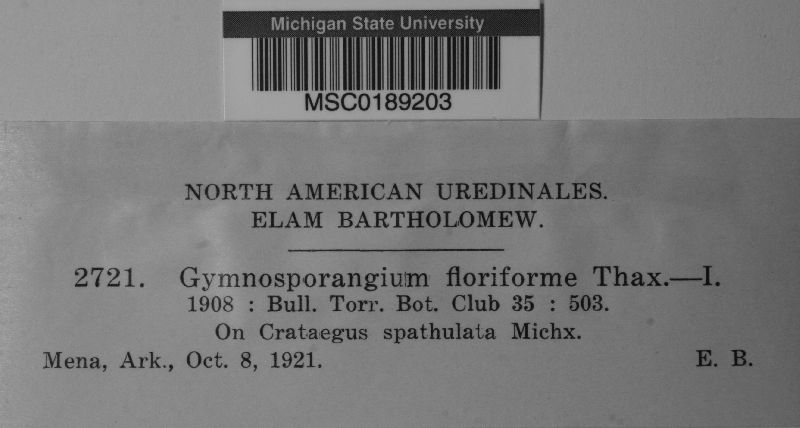 Michigan State University
MSC0189203
NORTH AMERICAN UREDINALES.
ELAM BARTHOLOMEW.
2721. Gymnosporangium floriforme Thax.—I.
1908 : Bull. Torr. Bot. Club 35 : 503.
On Crataegus spathulata Michx.
Mena, Ark., Oct. 8, 1921. E. B.